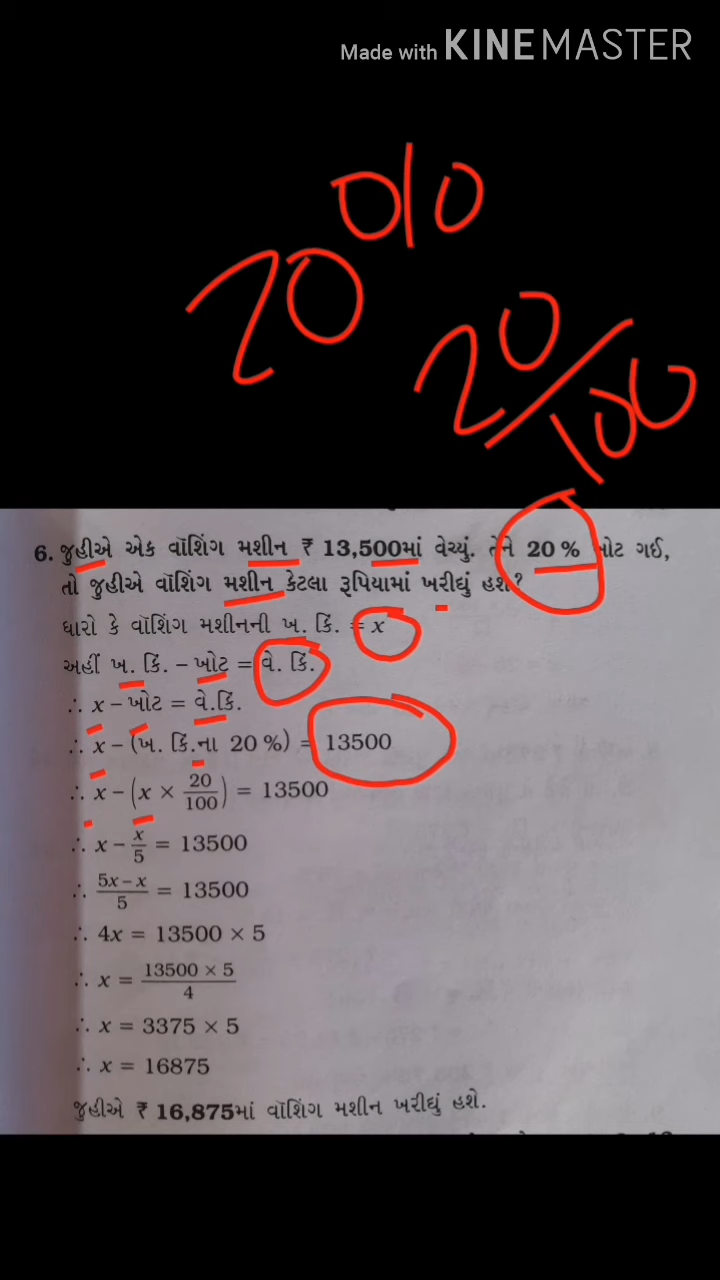 Made with KINEMASTER
20%
20/100
6. જુહીએ એક વૉશિંગ મશીન ₹ 13,500માં વેચ્યું. તેને 20 % ખોટ ગઈ,
તો જુહીએ વૉશિંગ મશીન કેટલા રૂપિયામાં ખરીદ્યું હશે?
ધારો કે વૉશિંગ મશીનની ખ. કિં. = x
અહીં ખ. કિં. – ખોટ = વે. કિં.
∴ x – ખોટ = વે.કિં.
∴ x – (ખ. કિં.ના 20 %) = 13500
∴ x – (x × 20/100) = 13500
∴ x – x/5 = 13500
∴ 5x – x/5 = 13500
∴ 4x = 13500 × 5
∴ x = 13500 × 5/4
∴ x = 3375 × 5
∴ x = 16875
જુહીએ ₹ 16,875માં વૉશિંગ મશીન ખરીદ્યું હશે.